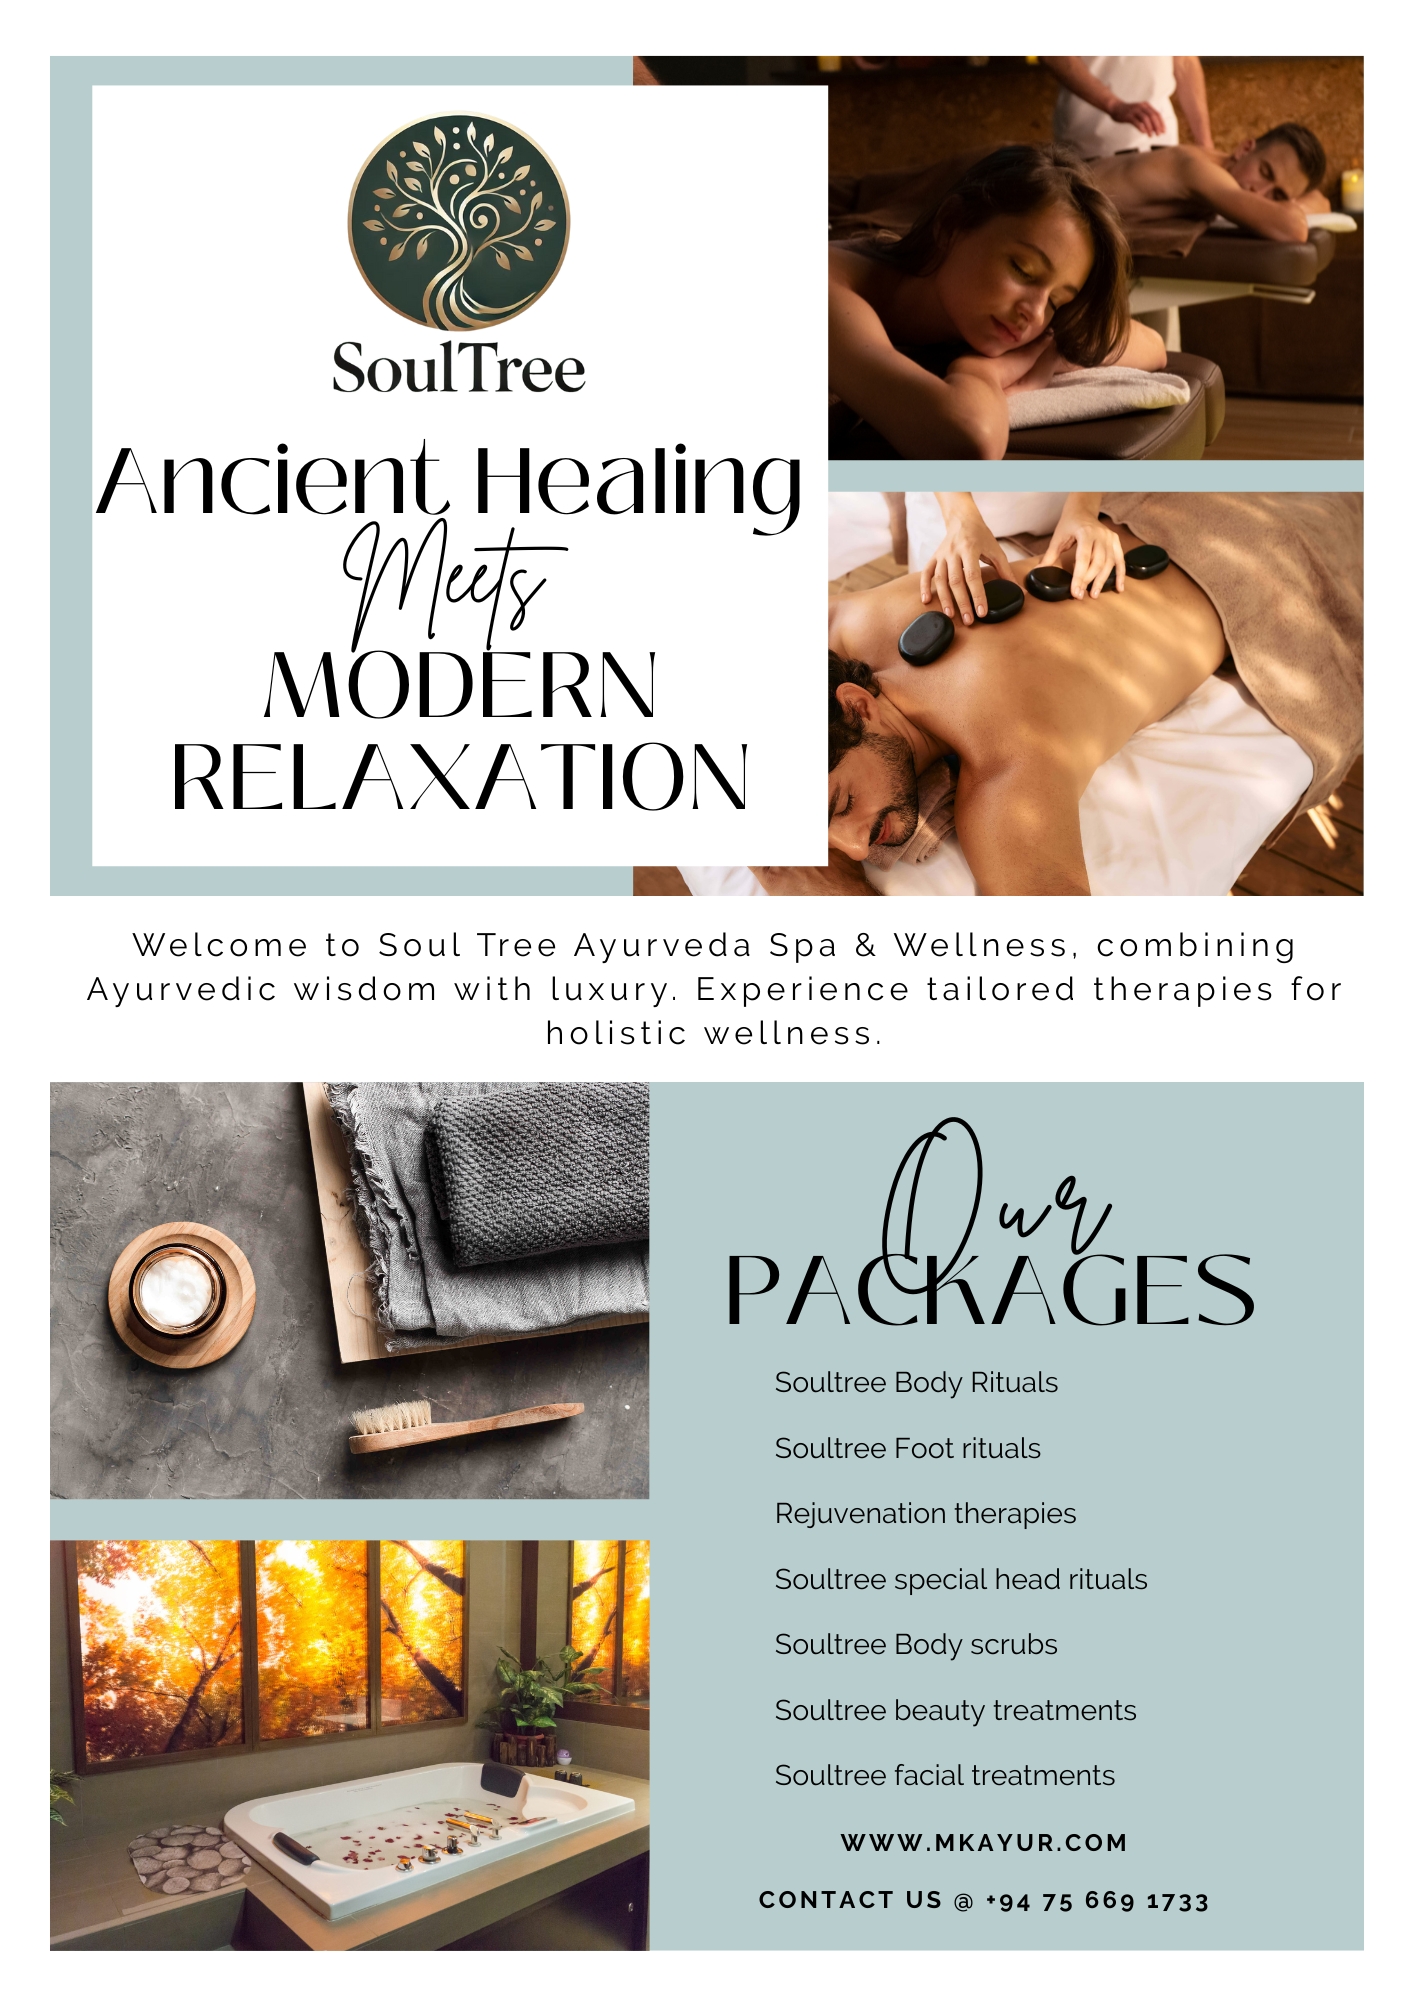 SoulTree
Ancient Healing
Meets
MODERN
RELAXATION
Welcome to Soul Tree Ayurveda Spa & Wellness, combining
Ayurvedic wisdom with luxury. Experience tailored therapies for
holistic wellness.
Our
PACKAGES
Soultree Body Rituals
Soultree Foot rituals
Rejuvenation therapies
Soultree special head rituals
Soultree Body scrubs
Soultree beauty treatments
Soultree facial treatments
WWW.MKAYUR.COM
CONTACT US @ +94 75 669 1733